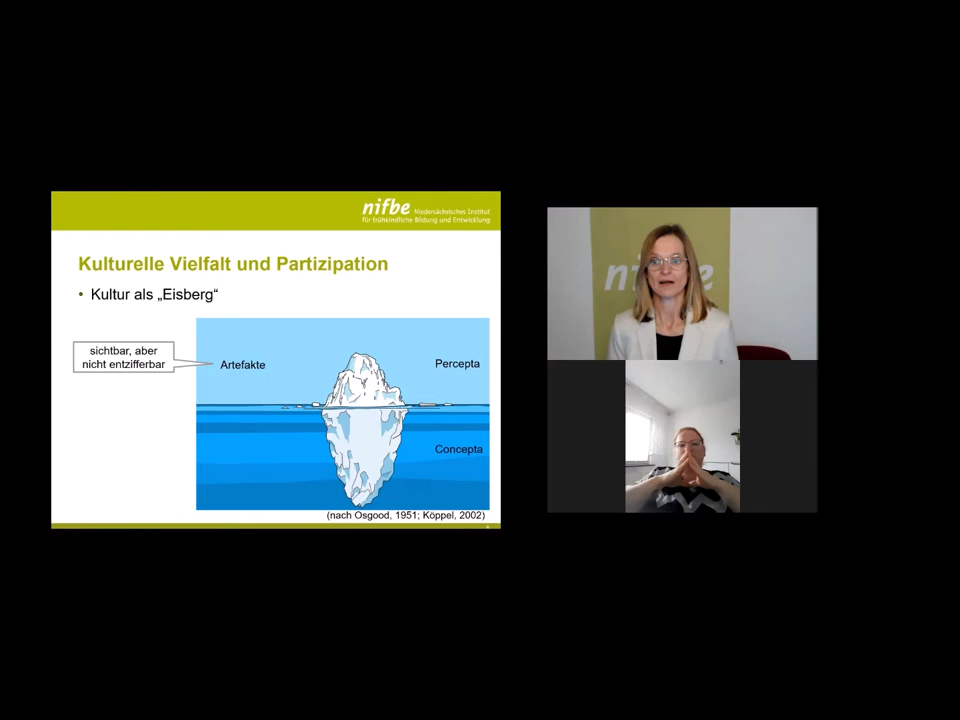 nifbe Niedersächsisches Institut
für frühkindliche Bildung und Entwicklung
Kulturelle Vielfalt und Partizipation
• Kultur als „Eisberg“
sichtbar, aber
nicht entzifferbar
Artefakte
Percepta
Concepta
(nach Osgood, 1951; Köppel, 2002)